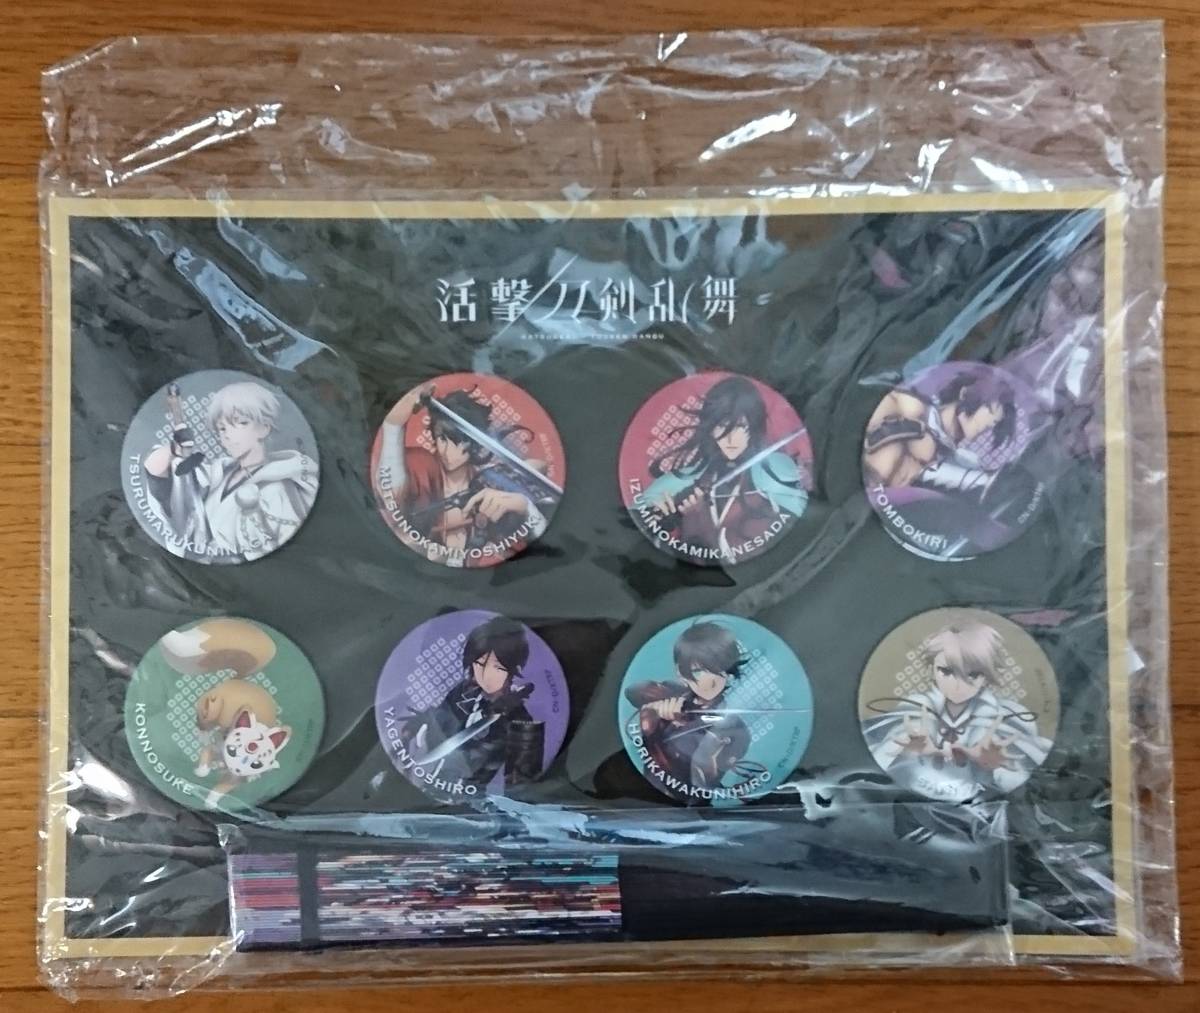 活撃刀剣乱舞
KATSUGEKI TOUKEN RANBU
TSURUMARUKUNINAGA
MUTSUNOKAMIYOSHIYUKI
IZUMINOKAMIKANESADA
TOMBOKIRI
KONNOSUKE
YAGENTOSHIRO
HORIKAWAKUNIHIRO